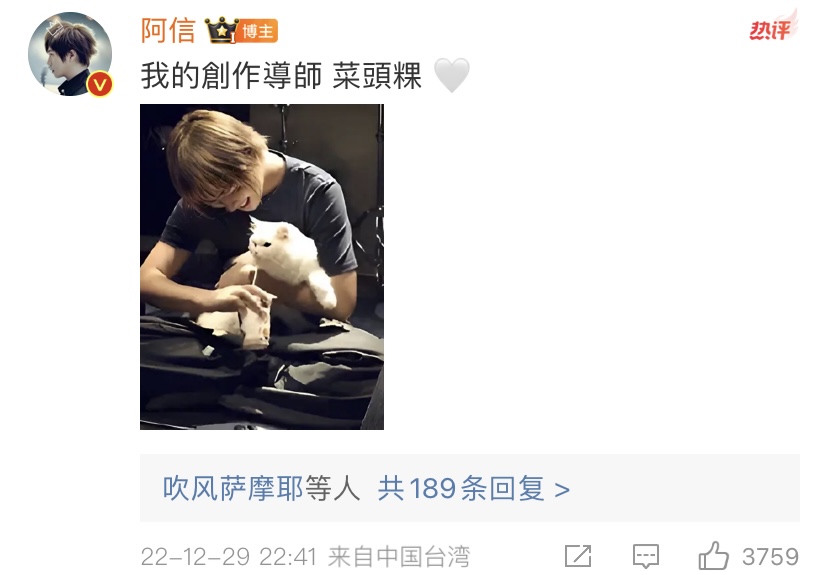 阿信 I 博主
热评
我的創作導師 菜頭粿
吹风萨摩耶等人 共189条回复 >
22-12-29 22:41 来自中国台湾
3759